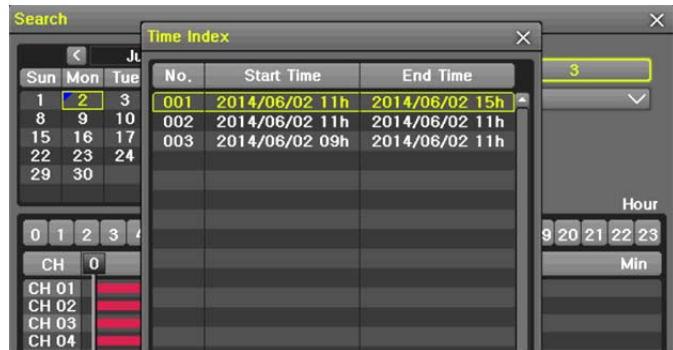 Search
Time Index
Ju
Sun Mon Tue
1 2 3
8 9 10
15 16 17
22 23 24
29 30
No. Start Time End Time
001 2014/06/02 11h 2014/06/02 15h
002 2014/06/02 11h 2014/06/02 11h
003 2014/06/02 09h 2014/06/02 11h
3
Hour
0 1 2 3
9 20 21 22 23
CH 0
Min
CH 01
CH 02
CH 03
CH 04